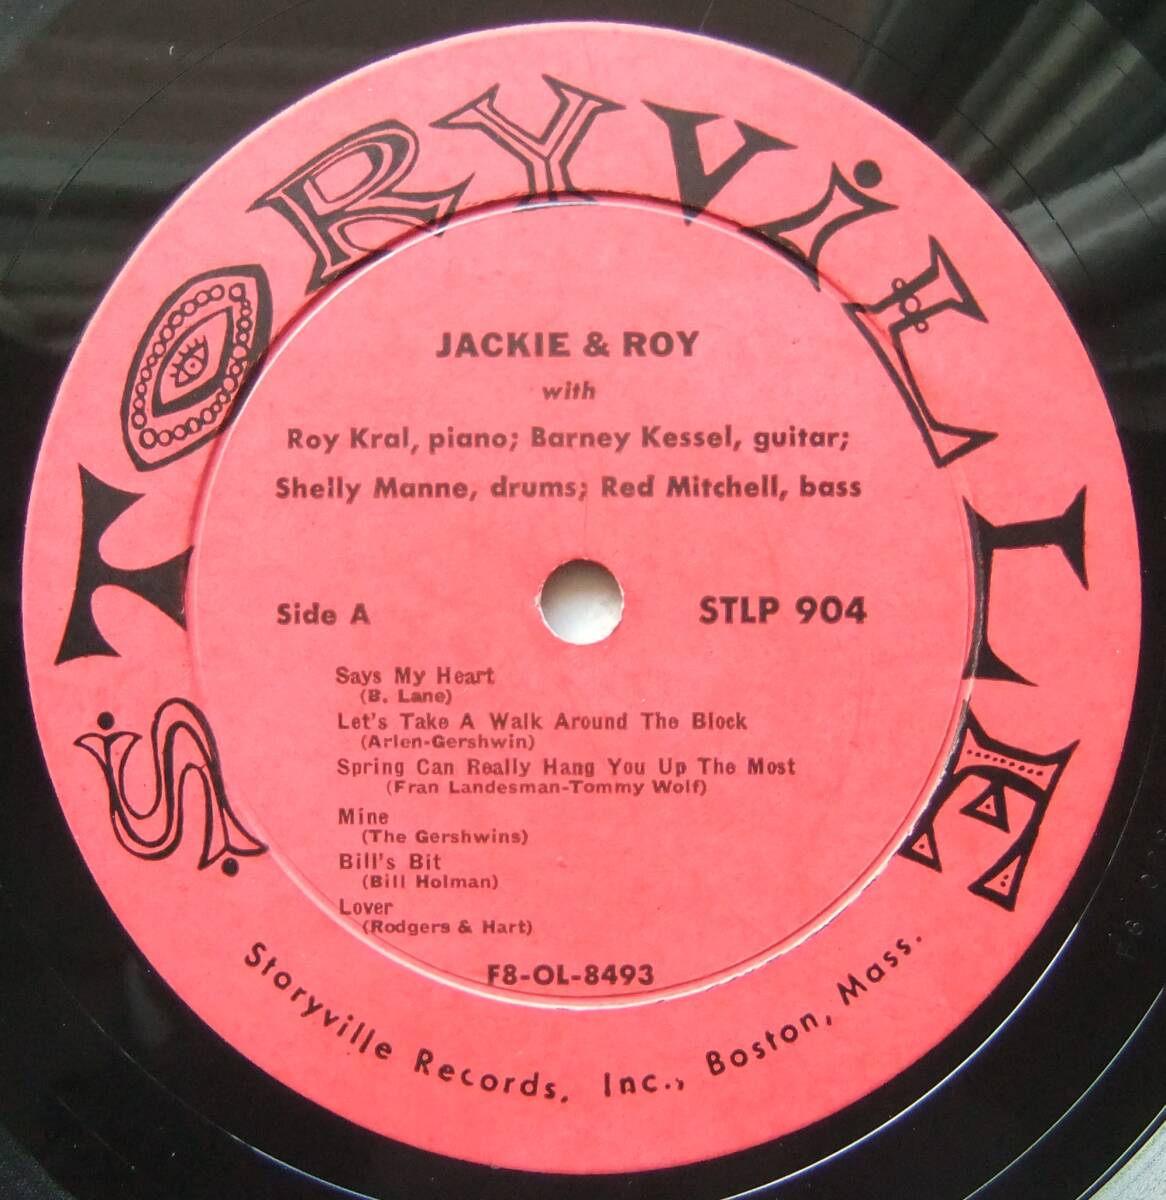 STORYViLLE
JACKIE & ROY
with
Roy Kral, piano; Barney Kessel, guitar;
Shelly Manne, drums; Red Mitchell, bass
Side A
STLP 904
Says My Heart
(B. Lane)
Let's Take A Walk Around The Block
(Arlen-Gershwin)
Spring Can Really Hang You Up The Most
(Fran Landesman-Tommy Wolf)
Mine
(The Gershwins)
Bill's Bit
(Bill Holman)
Lover
(Rodgers & Hart)
F8-OL-8493
Storyville Records, Inc., Boston, Mass.